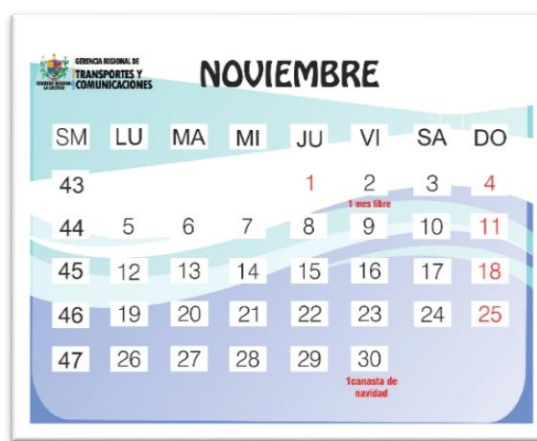 GERENCIA REGIONAL DE
TRANSPORTES Y
COMUNICACIONES
NOVIEMBRE
SM LU MA MI JU VI SA DO
43 1 2 3 4
1 mes libre
44 5 6 7 8 9 10 11
45 12 13 14 15 16 17 18
46 19 20 21 22 23 24 25
47 26 27 28 29 30
1canasta de
navidad